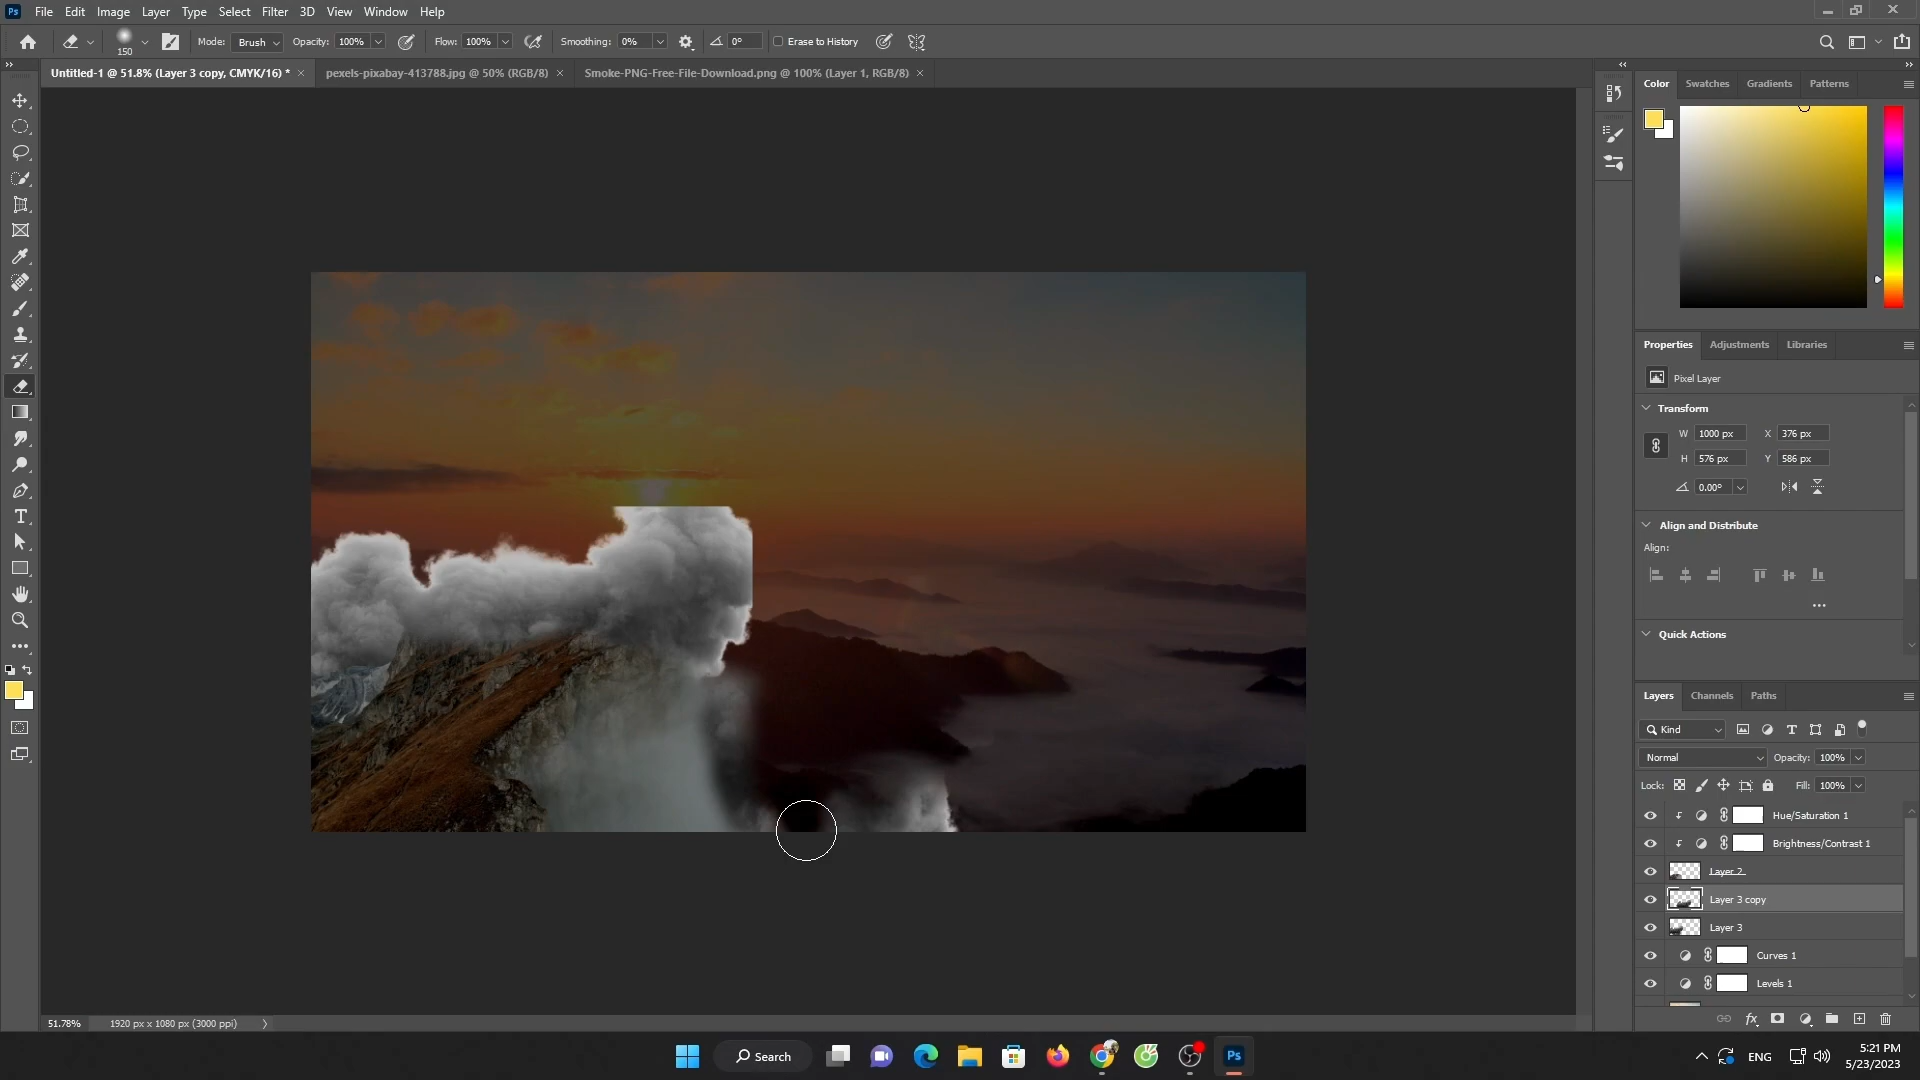 Ps File Edit Image Layer Type Select Filter 3D View Window Help
150 Mode: Brush Opacity: 100% Flow: 100% Smoothing: 0% 0° Erase to History
Untitled-1 @ 51.8% (Layer 3 copy, CMYK/16) * × pexels-pixabay-413788.jpg @ 50% (RGB/8) × Smoke-PNG-Free-File-Download.png @ 100% (Layer 1, RGB/8) ×
Color Swatches Gradients Patterns
Properties Adjustments Libraries
Pixel Layer
Transform
W 1000 px X 376 px
H 576 px Y 586 px
0.00°
Align and Distribute
Align:
Quick Actions
Layers Channels Paths
Kind
Normal Opacity: 100%
Lock: Fill: 100%
Hue/Saturation 1
Brightness/Contrast 1
Layer 2
Layer 3 copy
Layer 3
Curves 1
Levels 1
51.78% 1920 px x 1080 px (3000 ppi)
Search Ps ENG 5:21 PM
5/23/2023